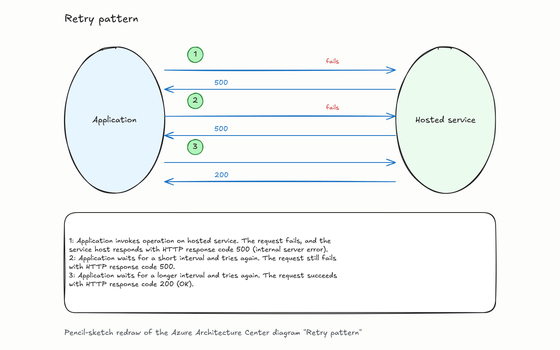 Retry pattern
1
fails
500
2
fails
500
3
200
Application
Hosted service
1: Application invokes operation on hosted service. The request fails, and the
service host responds with HTTP response code 500 (internal server error).
2: Application waits for a short interval and tries again. The request still fails
with HTTP response code 500.
3: Application waits for a longer interval and tries again. The request succeeds
with HTTP response code 200 (OK).
Pencil-sketch redraw of the Azure Architecture Center diagram "Retry pattern"